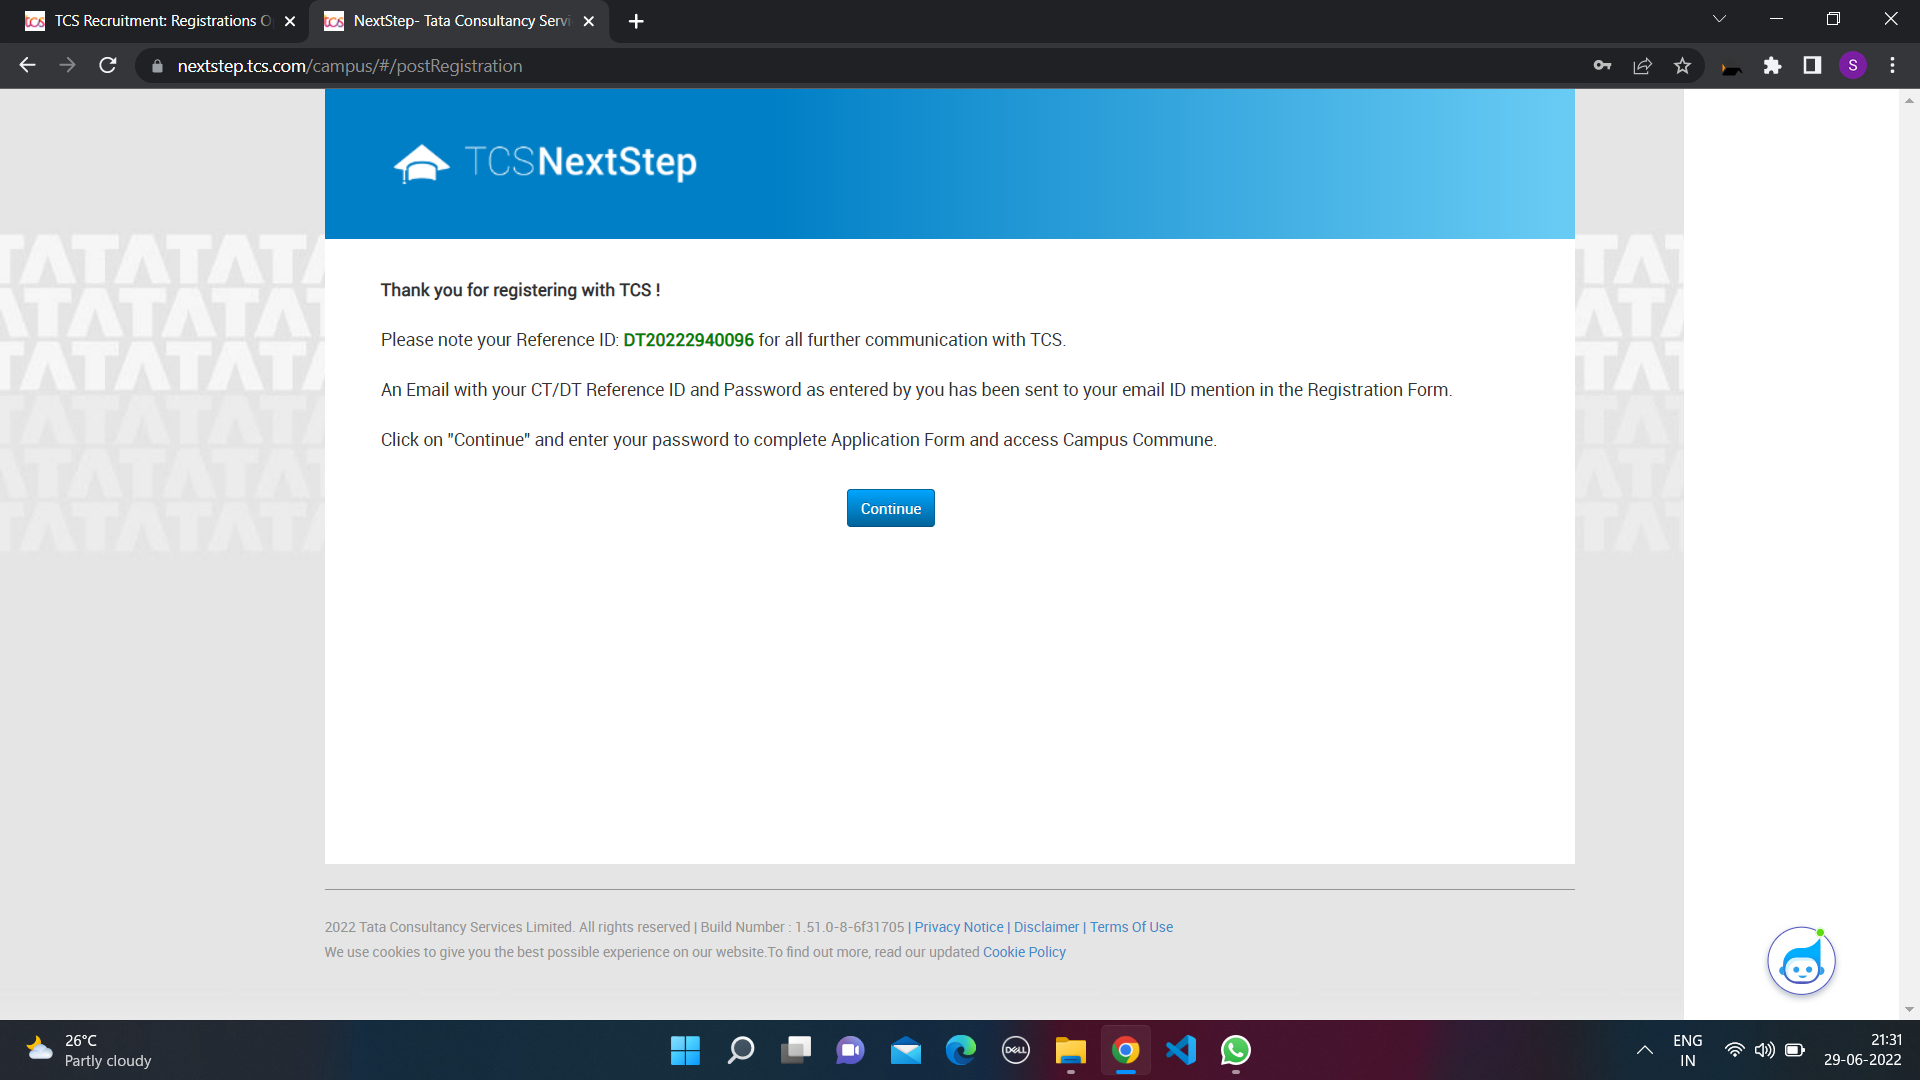 TCS Recruitment: Registrations O
NextStep- Tata Consultancy Servi
nextstep.tcs.com/campus/#/postRegistration
S
TCSNextStep
Thank you for registering with TCS !
Please note your Reference ID: DT20222940096 for all further communication with TCS.
An Email with your CT/DT Reference ID and Password as entered by you has been sent to your email ID mention in the Registration Form.
Click on "Continue" and enter your password to complete Application Form and access Campus Commune.
Continue
2022 Tata Consultancy Services Limited. All rights reserved | Build Number : 1.51.0-8-6f31705 | Privacy Notice | Disclaimer | Terms Of Use
We use cookies to give you the best possible experience on our website.To find out more, read our updated Cookie Policy
26°C
Partly cloudy
DELL
ENG
IN
21:31
29-06-2022